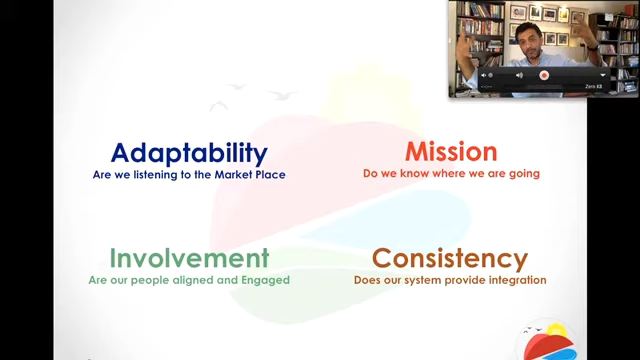 Adaptability
Are we listening to the Market Place
Mission
Do we know where we are going
Involvement
Are our people aligned and Engaged
Consistency
Does our system provide integration